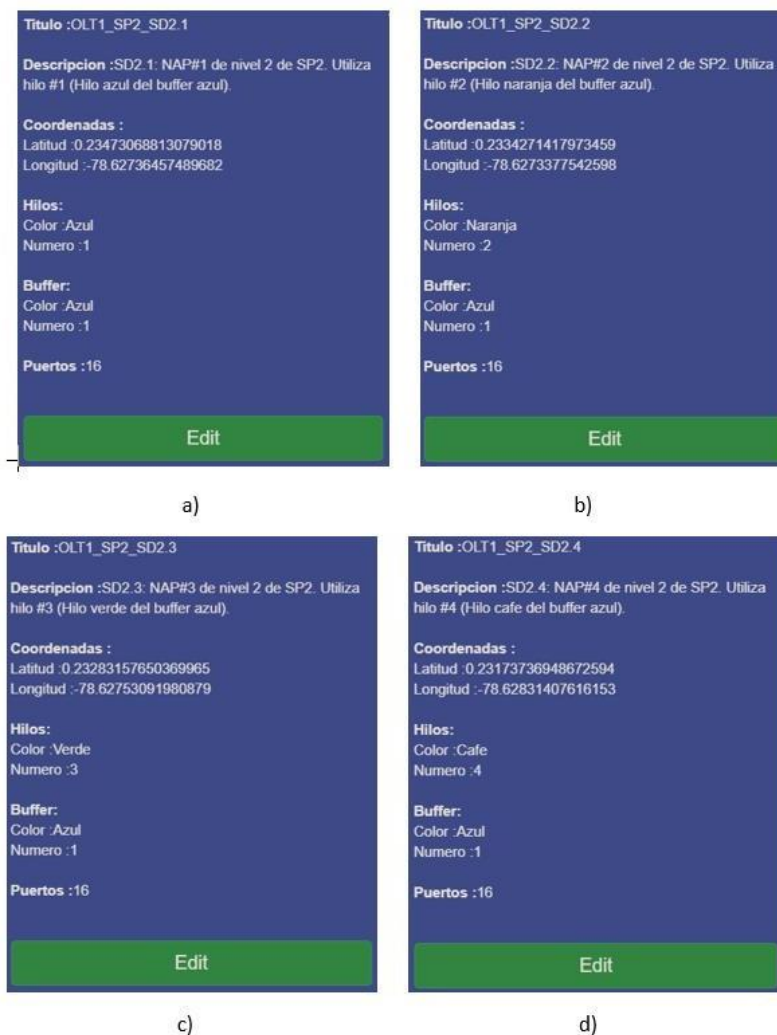 Titulo :OLT1_SP2_SD2.1
Descripcion :SD2.1: NAP#1 de nivel 2 de SP2. Utiliza
hilo #1 (Hilo azul del buffer azul).
Coordenadas :
Latitud :0.23473068813079018
Longitud :-78.62736457489682
Hilos:
Color :Azul
Numero :1
Buffer:
Color :Azul
Numero :1
Puertos :16
Edit
a)
Titulo :OLT1_SP2_SD2.2
Descripcion :SD2.2: NAP#2 de nivel 2 de SP2. Utiliza
hilo #2 (Hilo naranja del buffer azul).
Coordenadas :
Latitud :0.2334271417973459
Longitud :-78.6273377542598
Hilos:
Color :Naranja
Numero :2
Buffer:
Color :Azul
Numero :1
Puertos :16
Edit
b)
Titulo :OLT1_SP2_SD2.3
Descripcion :SD2.3: NAP#3 de nivel 2 de SP2. Utiliza
hilo #3 (Hilo verde del buffer azul).
Coordenadas :
Latitud :0.23283157650369965
Longitud :-78.62753091980879
Hilos:
Color :Verde
Numero :3
Buffer:
Color :Azul
Numero :1
Puertos :16
Edit
c)
Titulo :OLT1_SP2_SD2.4
Descripcion :SD2.4: NAP#4 de nivel 2 de SP2. Utiliza
hilo #4 (Hilo cafe del buffer azul).
Coordenadas :
Latitud :0.23173736948672594
Longitud :-78.62831407616153
Hilos:
Color :Cafe
Numero :4
Buffer:
Color :Azul
Numero :1
Puertos :16
Edit
d)